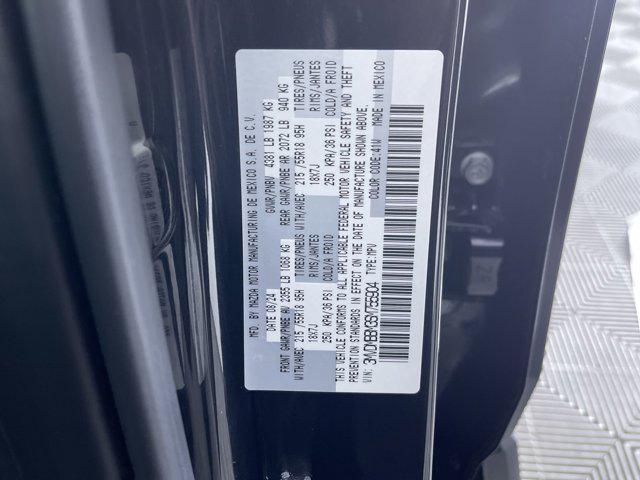 MFD. BY MAZDA MOTOR MANUFACTURING DE MEXICO S.A. DE C.V.
DATE 08/24 GVWR/PNBV 4381 LB 1987 KG
FRONT GAWR/PNBE AV 2355 LB 1068 KG REAR GAWR/PNBE AR 2072 LB 940 KG
WITH/AVEC 215 /55R18 95H TIRES/PNEUS WITH/AVEC 215 /55R18 95H TIRES/PNEUS
18X7J RIMS/JANTES 18X7J RIMS/JANTES
250 KPA/36 PSI COLD/A FROID 250 KPA/36 PSI COLD/A FROID
THIS VEHICLE CONFORMS TO ALL APPLICABLE FEDERAL MOTOR VEHICLE SAFETY AND THEFT
PREVENTION STANDARDS IN EFFECT ON THE DATE OF MANUFACTURE SHOWN ABOVE.
VIN: TYPE:MPV COLOR CODE:41W MADE IN MEXICO